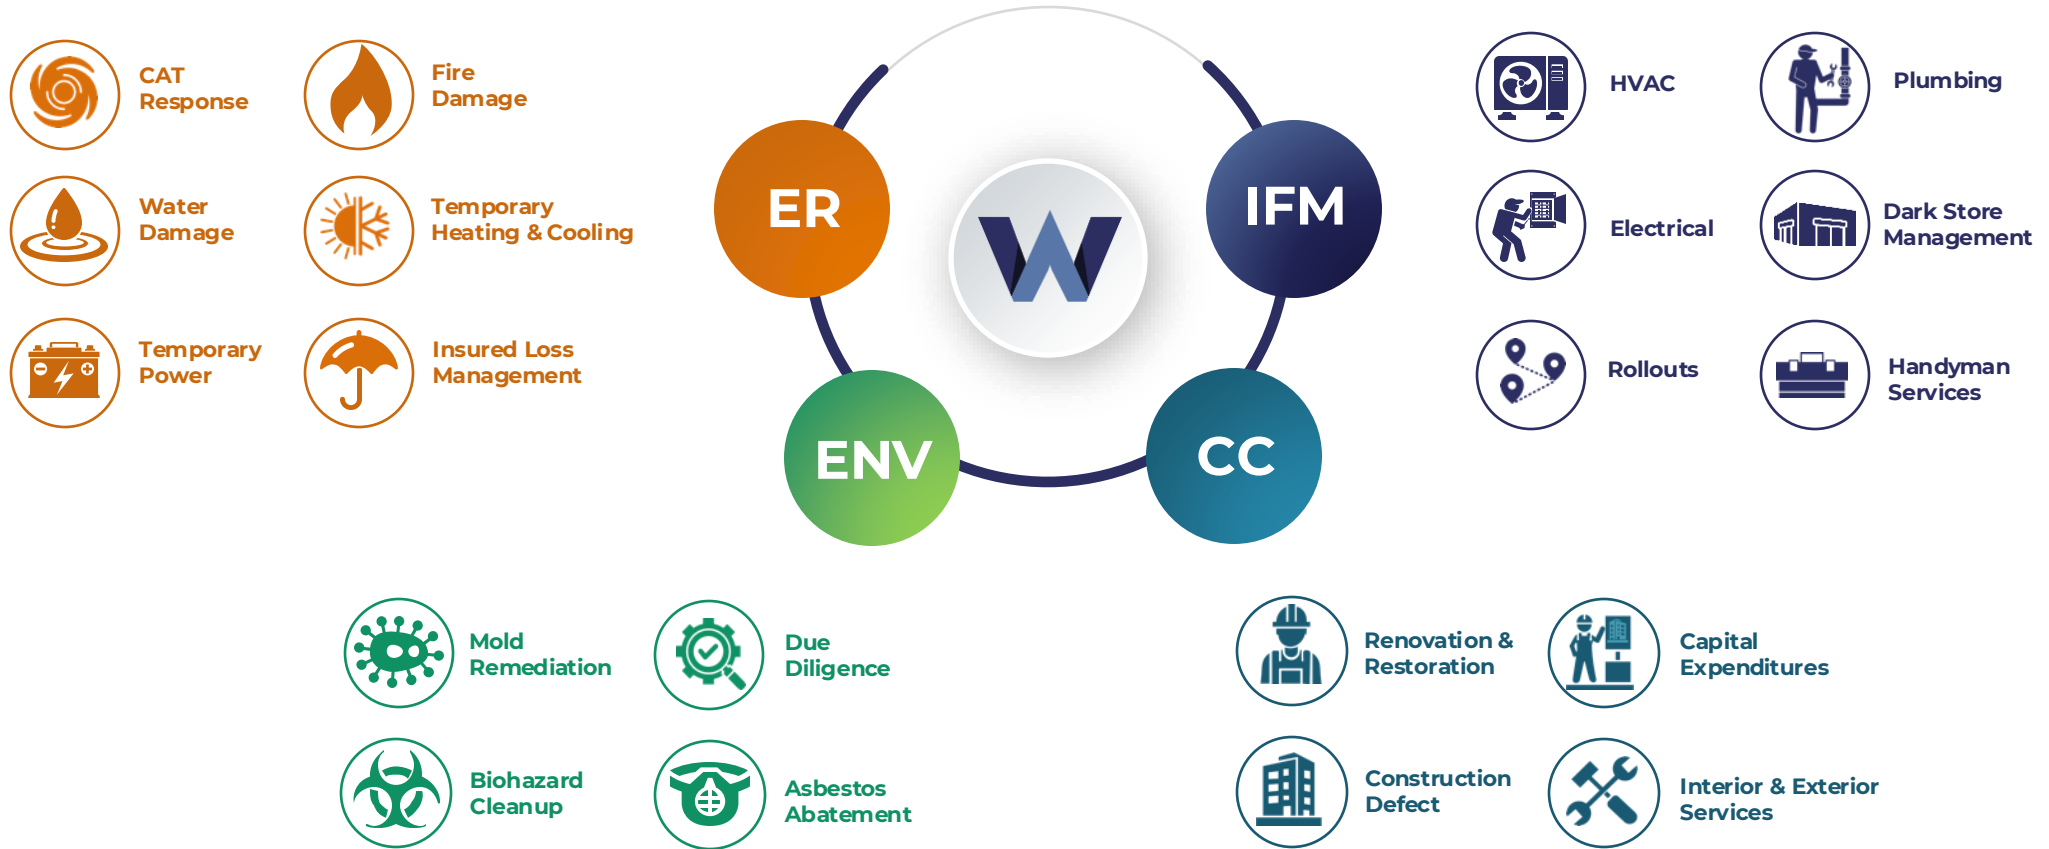 CAT
Response
Fire
Damage
Water
Damage
Temporary
Heating & Cooling
Temporary
Power
Insured Loss
Management
ER
IFM
W
ENV
CC
HVAC
Plumbing
Electrical
Dark Store
Management
Rollouts
Handyman
Services
Mold
Remediation
Due
Diligence
Biohazard
Cleanup
Asbestos
Abatement
Renovation &
Restoration
Capital
Expenditures
Construction
Defect
Interior & Exterior
Services